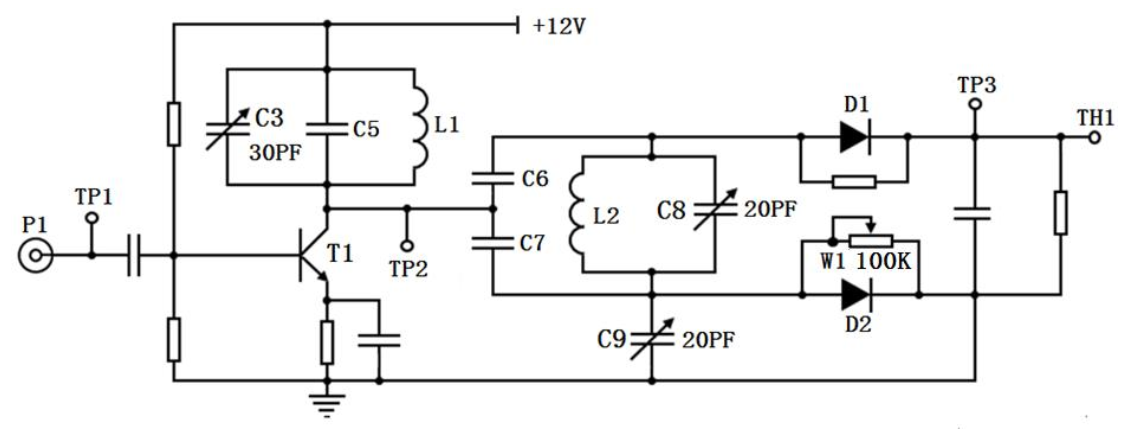 +12V
D1
TP3
TH1
C3
30PF
C5
L1
C6
TP1
P1
L2
C8
20PF
C7
T1
TP2
W1 100K
D2
C9
20PF